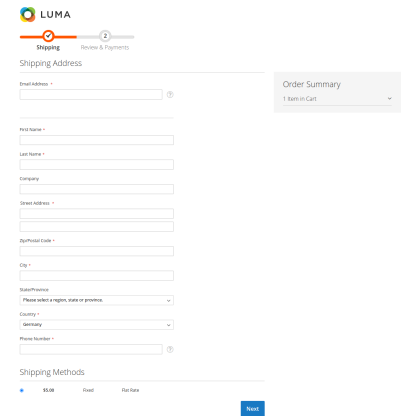 LUMA
2
Shipping
Review & Payments
Shipping Address
Email Address *
Order Summary
1 Item in Cart
First Name *
Last Name *
Company
Street Address *
Zip/Postal Code *
City *
State/Province
Please select a region, state or province.
Country *
Germany
Phone Number *
Shipping Methods
$5.00 Fixed Flat Rate
Next